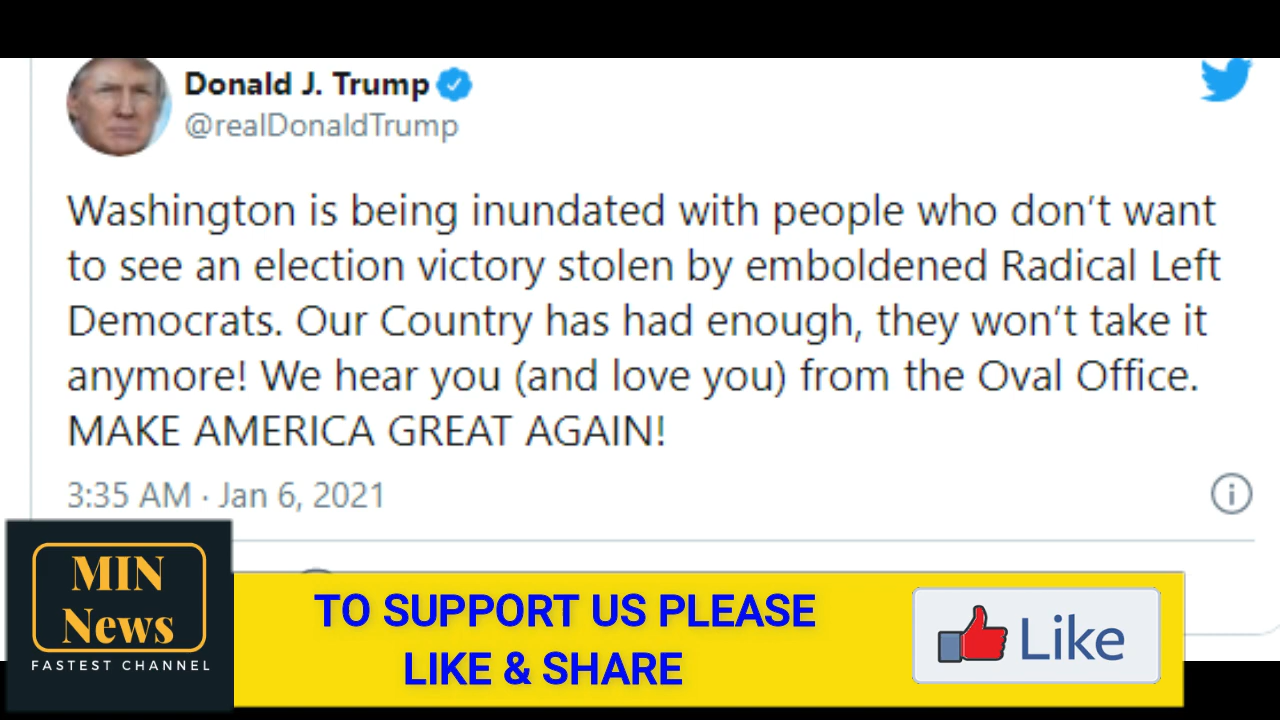 Donald J. Trump
@realDonaldTrump
Washington is being inundated with people who don’t want
to see an election victory stolen by emboldened Radical Left
Democrats. Our Country has had enough, they won’t take it
anymore! We hear you (and love you) from the Oval Office.
MAKE AMERICA GREAT AGAIN!
3:35 AM · Jan 6, 2021
MIN
News
FASTEST CHANNEL
TO SUPPORT US PLEASE
LIKE & SHARE
Like